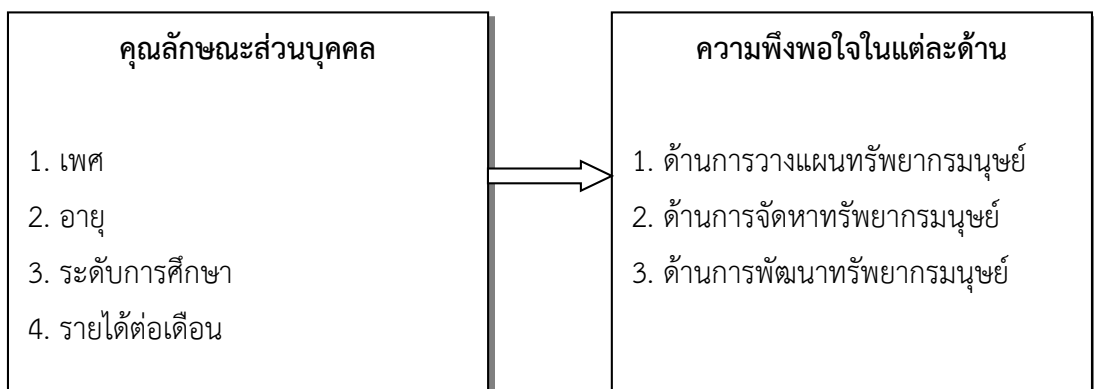 คุณลักษณะส่วนบุคคล
1. เพศ
2. อายุ
3. ระดับการศึกษา
4. รายได้ต่อเดือน
ความพึงพอใจในแต่ละด้าน
1. ด้านการวางแผนทรัพยากรมนุษย์
2. ด้านการจัดหาทรัพยากรมนุษย์
3. ด้านการพัฒนาทรัพยากรมนุษย์